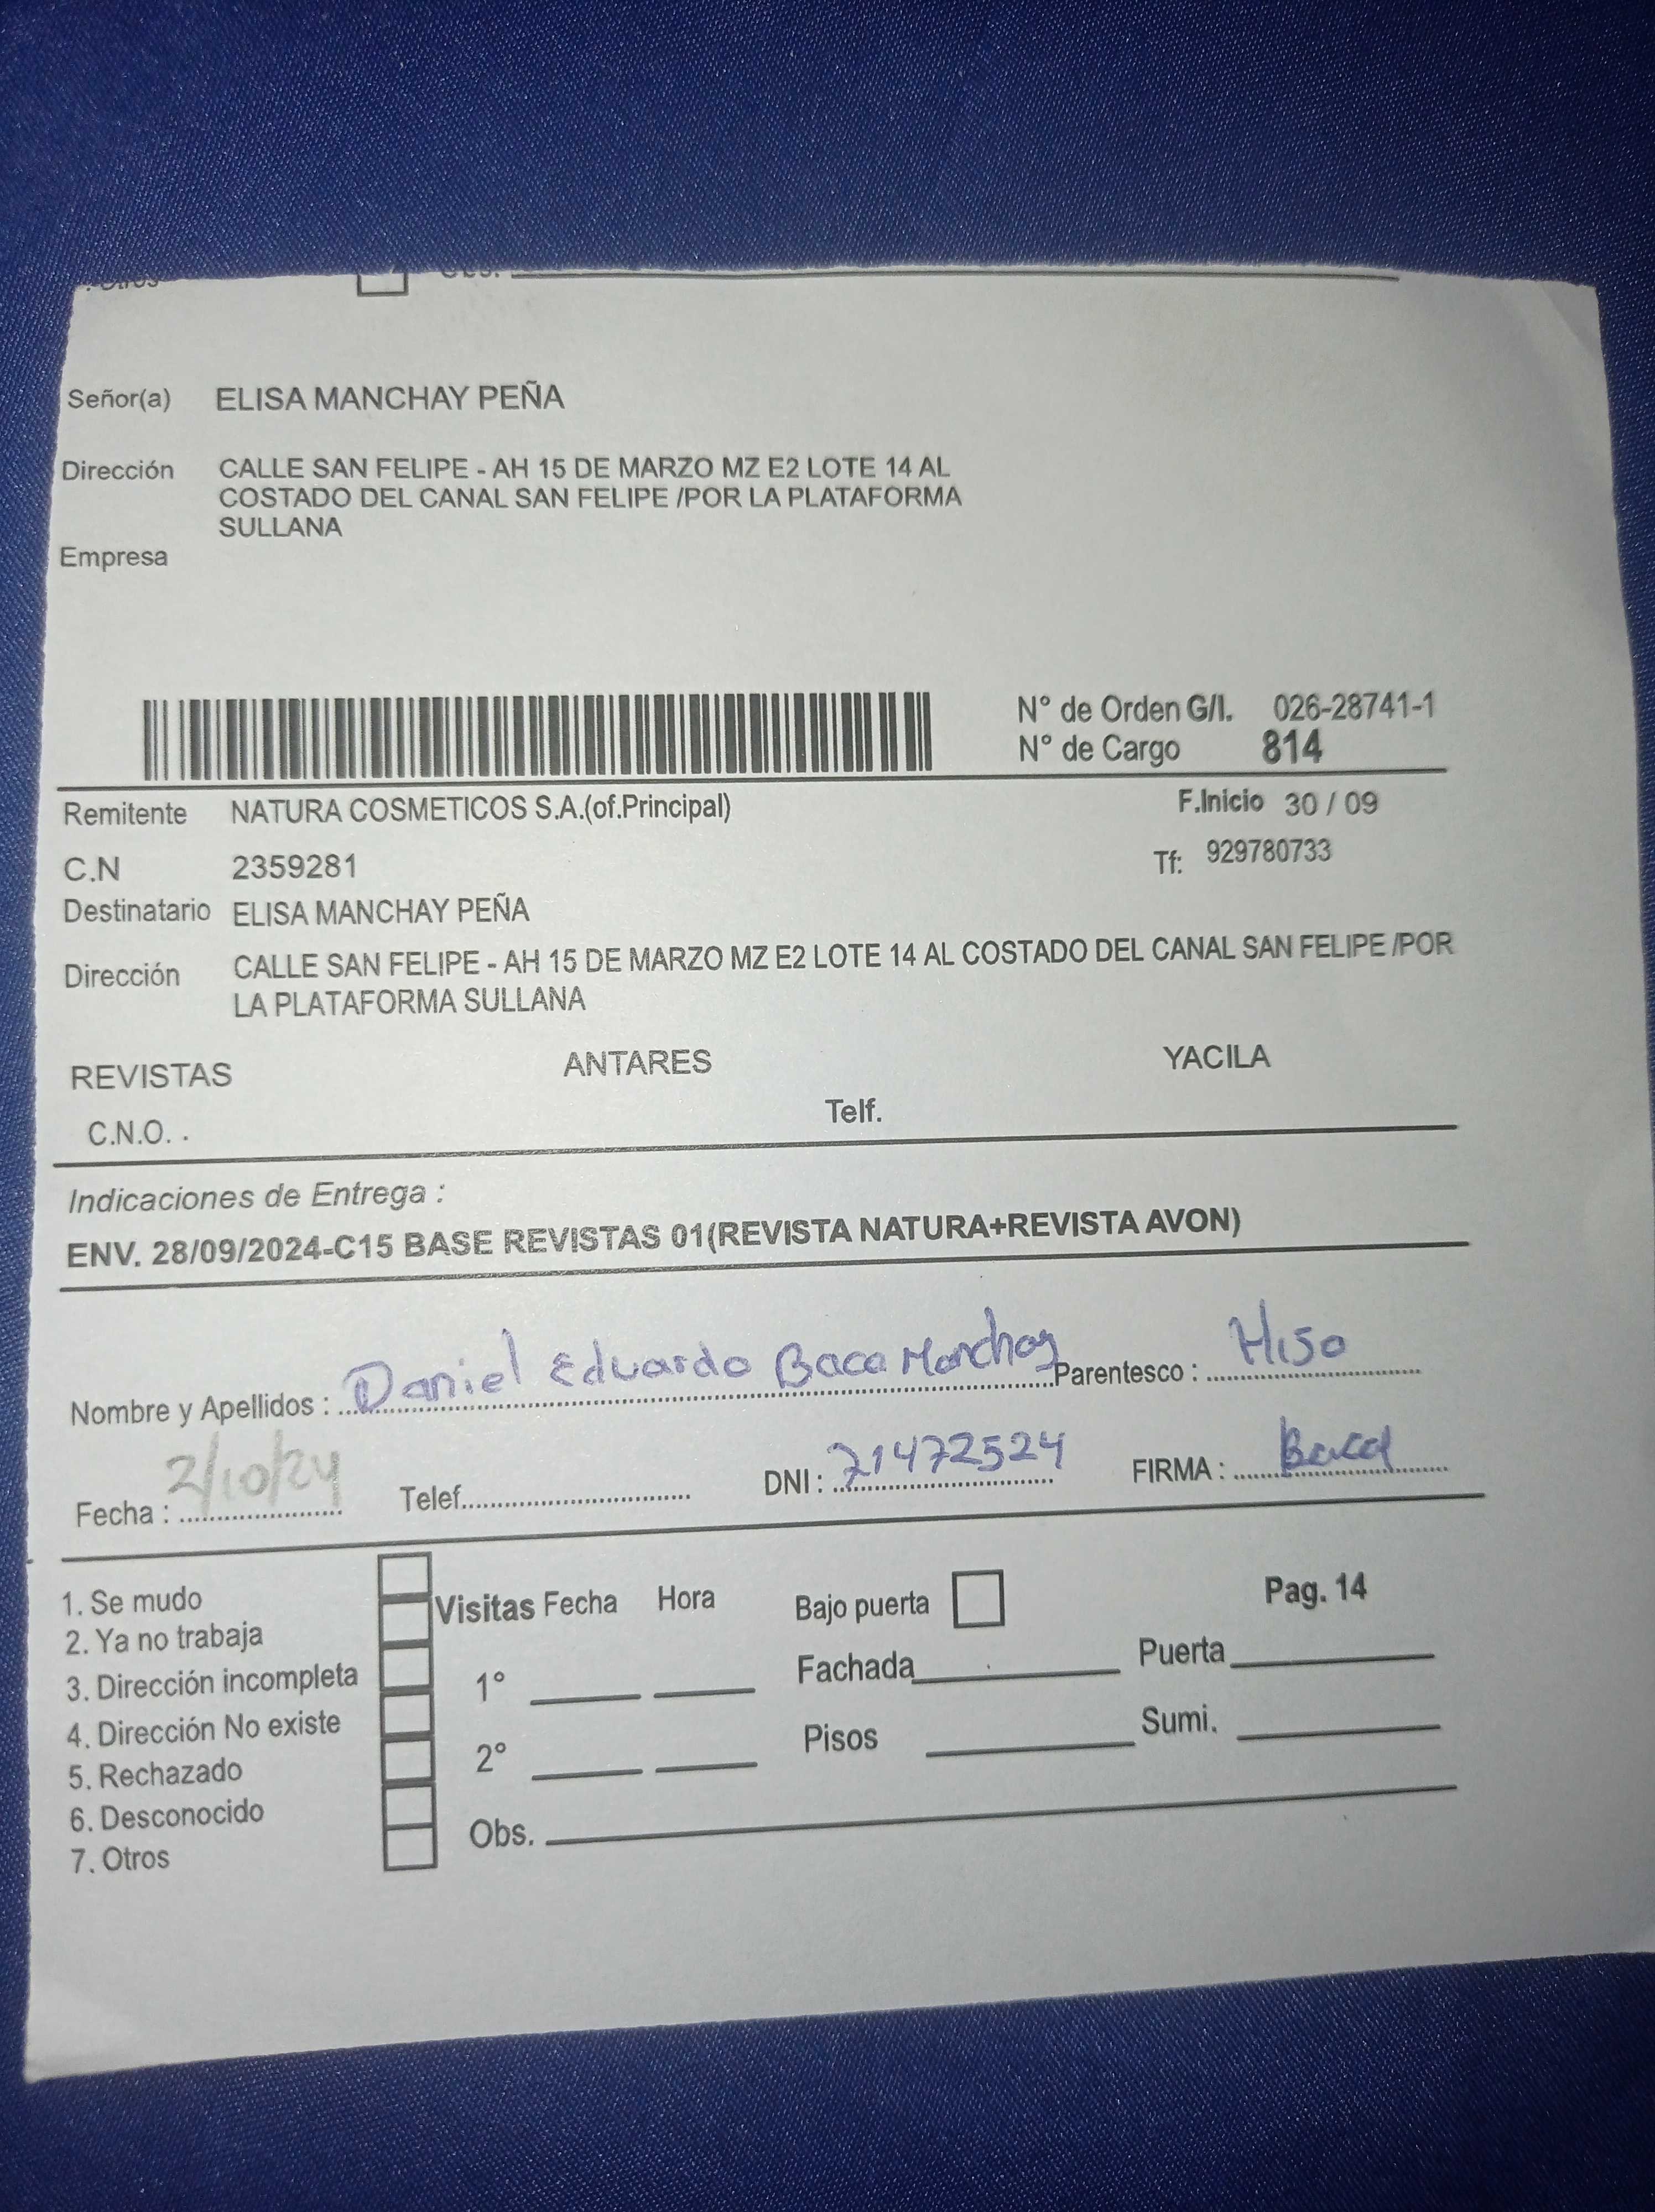 . Otros Obs.
Señor(a) ELISA MANCHAY PEÑA
Dirección CALLE SAN FELIPE - AH 15 DE MARZO MZ E2 LOTE 14 AL
COSTADO DEL CANAL SAN FELIPE /POR LA PLATAFORMA
SULLANA
Empresa
N° de Orden G/I. 026-28741-1
N° de Cargo 814
Remitente NATURA COSMETICOS S.A.(of.Principal) F.Inicio 30 / 09
C.N 2359281 Tf: 929780733
Destinatario ELISA MANCHAY PEÑA
Dirección CALLE SAN FELIPE - AH 15 DE MARZO MZ E2 LOTE 14 AL COSTADO DEL CANAL SAN FELIPE /POR
LA PLATAFORMA SULLANA
REVISTAS ANTARES YACILA
C.N.O. . Telf.
Indicaciones de Entrega :
ENV. 28/09/2024-C15 BASE REVISTAS 01(REVISTA NATURA+REVISTA AVON)
Nombre y Apellidos : Daniel Eduardo Baca Manchay Parentesco : Hiso
Fecha : 2/10/24 Telef. DNI : 71472524 FIRMA : Baca
1. Se mudo Visitas Fecha Hora Bajo puerta Pag. 14
2. Ya no trabaja
3. Dirección incompleta 1° Fachada Puerta
4. Dirección No existe
5. Rechazado 2° Pisos Sumi.
6. Desconocido
7. Otros Obs.